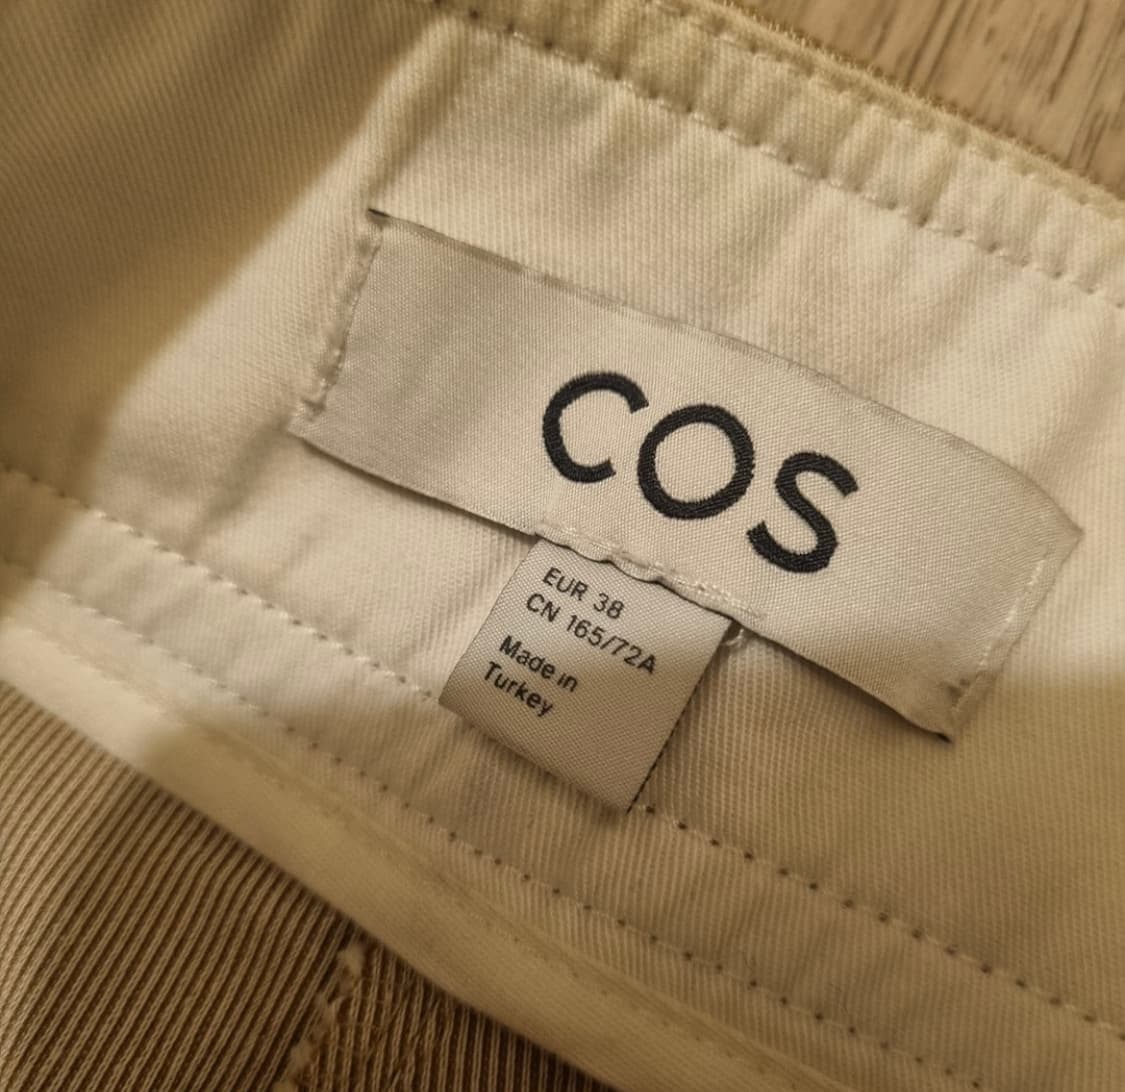 COS
EUR 38
CN 165/72A
Made in
Turkey